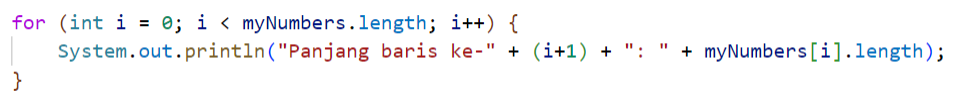 for (int i = 0; i < myNumbers.length; i++) {
    System.out.println("Panjang baris ke-" + (i+1) + ": " + myNumbers[i].length);
}